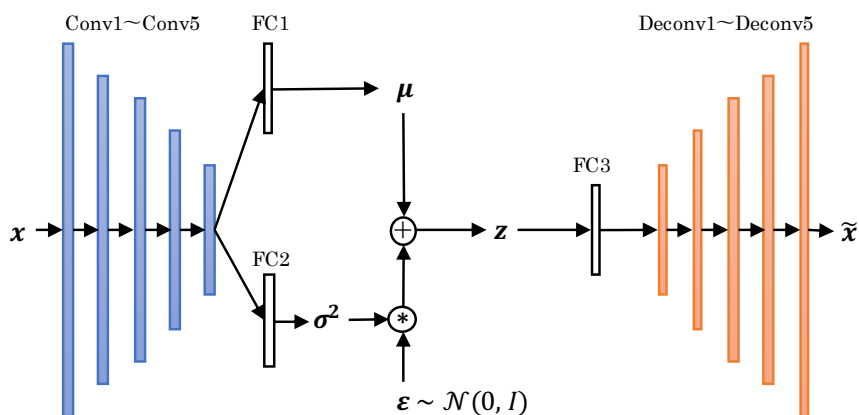 Conv1~Conv5
FC1
Deconv1~Deconv5
μ
FC3
x
+
z
x̃
FC2
σ²
*
ε ~ 𝒩(0, I)